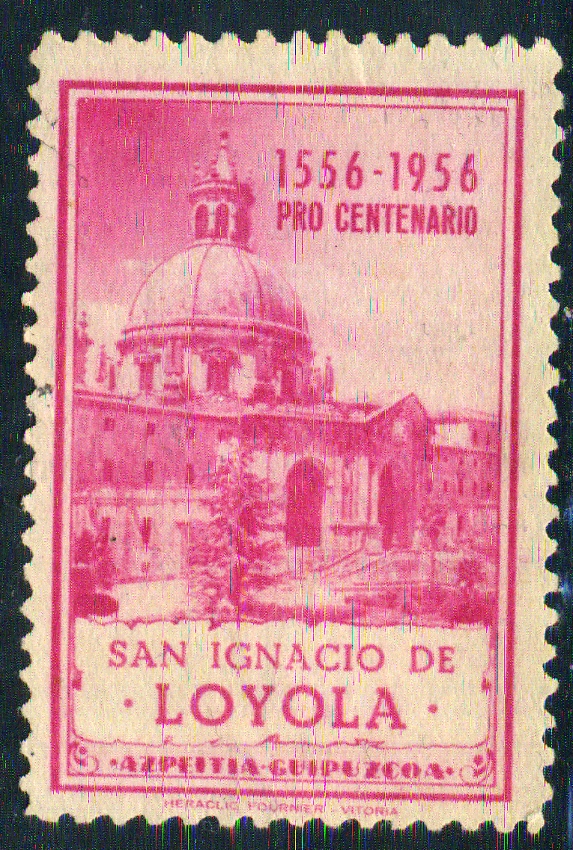 1556-1956
PRO CENTENARIO
SAN IGNACIO DE
· LOYOLA ·
·AZPEITIA·GUIPUZCOA·
HERACLIO FOURNIER - VITORIA